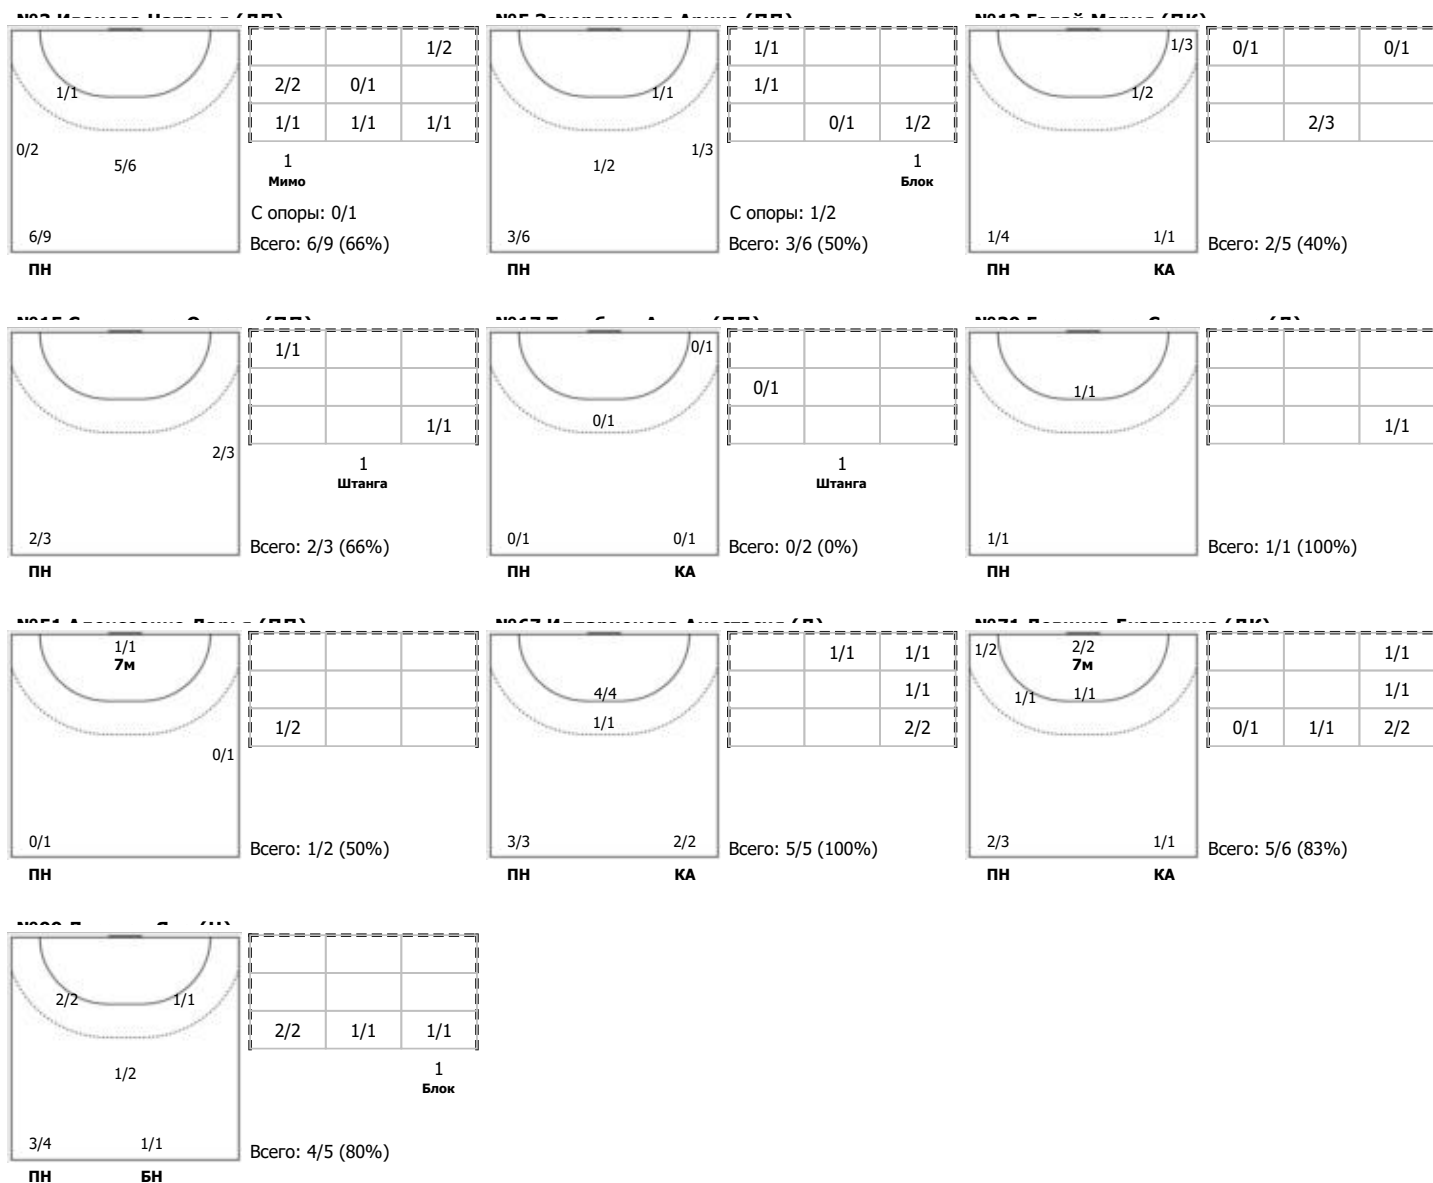 1/2
2/2 0/1
1/1 1/1 1/1
1/1
0/2
5/6
6/9
ПН
1
Мимо
С опоры: 0/1
Всего: 6/9 (66%)
1/1
1/1
0/1 1/2
1/1
1/3
1/2
3/6
ПН
1
Блок
С опоры: 1/2
Всего: 3/6 (50%)
1/3
1/2
0/1 0/1
2/3
1/4 1/1
ПН КА
Всего: 2/5 (40%)
1/1
1/1
2/3
1
Штанга
2/3
ПН
Всего: 2/3 (66%)
0/1
0/1
0/1
1
Штанга
0/1 0/1
ПН КА
Всего: 0/2 (0%)
1/1
1/1
1/1
ПН
Всего: 1/1 (100%)
1/1
7м
1/2
0/1
0/1
ПН
Всего: 1/2 (50%)
1/1 1/1
1/1
2/2
4/4
1/1
3/3 2/2
ПН КА
Всего: 5/5 (100%)
1/2
2/2
7м
1/1 1/1
1/1
1/1
0/1 1/1 2/2
2/3 1/1
ПН КА
Всего: 5/6 (83%)
2/2 1/1
2/2 1/1 1/1
1/2
1
Блок
3/4 1/1
ПН БН
Всего: 4/5 (80%)